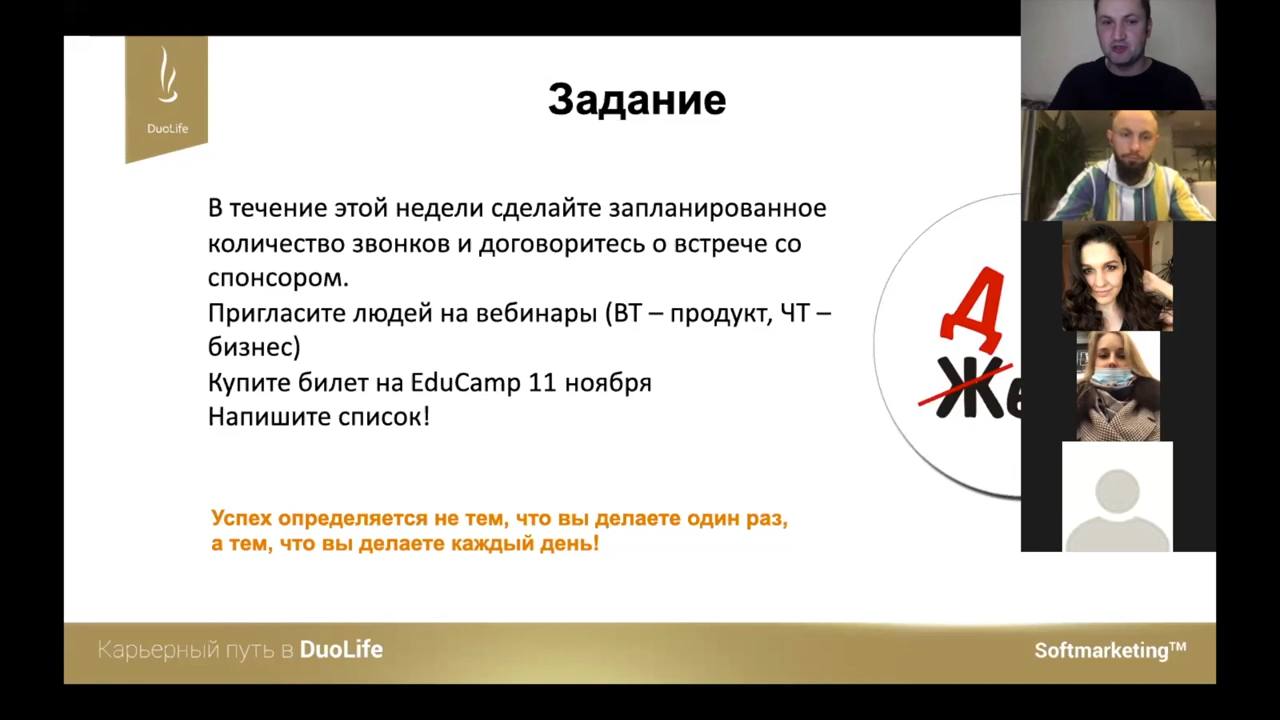 DuoLife
Задание
В течение этой недели сделайте запланированное
количество звонков и договоритесь о встрече со
спонсором.
Пригласите людей на вебинары (ВТ – продукт, ЧТ –
бизнес)
Купите билет на EduCamp 11 ноября
Напишите список!
Д
Же
Успех определяется не тем, что вы делаете один раз,
а тем, что вы делаете каждый день!
Карьерный путь в DuoLife
Softmarketing™